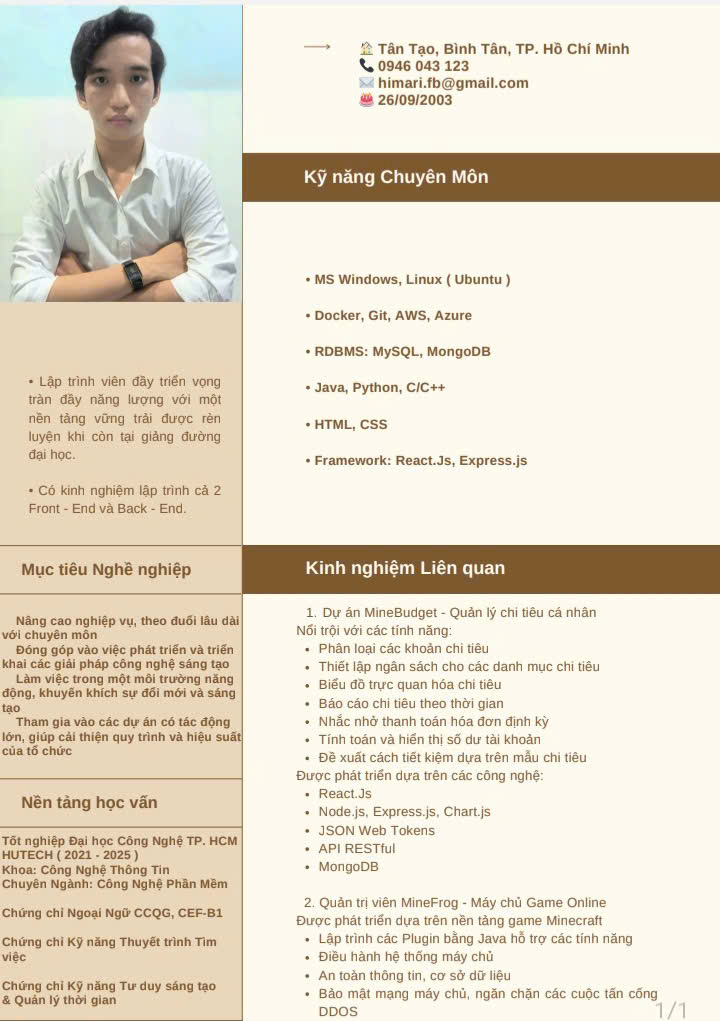 🏠 Tân Tạo, Bình Tân, TP. Hồ Chí Minh
📞 0946 043 123
✉️ himari.fb@gmail.com
🎂 26/09/2003
Kỹ năng Chuyên Môn
• MS Windows, Linux ( Ubuntu )
• Docker, Git, AWS, Azure
• RDBMS: MySQL, MongoDB
• Java, Python, C/C++
• HTML, CSS
• Framework: React.Js, Express.js
• Lập trình viên đầy triển vọng
tràn đầy năng lượng với một
nền tảng vững trải được rèn
luyện khi còn tại giảng đường
đại học.
• Có kinh nghiệm lập trình cả 2
Front - End và Back - End.
Mục tiêu Nghề nghiệp
Nâng cao nghiệp vụ, theo đuổi lâu dài
với chuyên môn
Đóng góp vào việc phát triển và triển
khai các giải pháp công nghệ sáng tạo
Làm việc trong một môi trường năng
động, khuyến khích sự đổi mới và sáng
tạo
Tham gia vào các dự án có tác động
lớn, giúp cải thiện quy trình và hiệu suất
của tổ chức
Nền tảng học vấn
Tốt nghiệp Đại học Công Nghệ TP. HCM
HUTECH ( 2021 - 2025 )
Khoa: Công Nghệ Thông Tin
Chuyên Ngành: Công Nghệ Phần Mềm
Chứng chỉ Ngoại Ngữ CCQG, CEF-B1
Chứng chỉ Kỹ năng Thuyết trình Tìm
việc
Chứng chỉ Kỹ năng Tư duy sáng tạo
& Quản lý thời gian
Kinh nghiệm Liên quan
1. Dự án MineBudget - Quản lý chi tiêu cá nhân
Nổi trội với các tính năng:
• Phân loại các khoản chi tiêu
• Thiết lập ngân sách cho các danh mục chi tiêu
• Biểu đồ trực quan hóa chi tiêu
• Báo cáo chi tiêu theo thời gian
• Nhắc nhở thanh toán hóa đơn định kỳ
• Tính toán và hiển thị số dư tài khoản
• Đề xuất cách tiết kiệm dựa trên mẫu chi tiêu
Được phát triển dựa trên các công nghệ:
• React.Js
• Node.js, Express.js, Chart.js
• JSON Web Tokens
• API RESTful
• MongoDB
2. Quản trị viên MineFrog - Máy chủ Game Online
Được phát triển dựa trên nền tảng game Minecraft
• Lập trình các Plugin bằng Java hỗ trợ các tính năng
• Điều hành hệ thống máy chủ
• An toàn thông tin, cơ sở dữ liệu
• Bảo mật mạng máy chủ, ngăn chặn các cuộc tấn công
DDOS
1/1